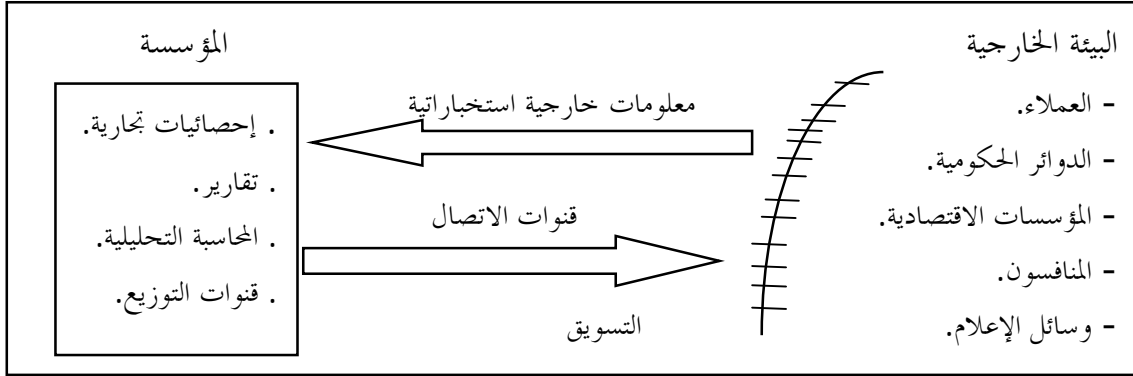 البيئة الخارجية
- العملاء.
- الدوائر الحكومية.
- المؤسسات الاقتصادية.
- المنافسون.
- وسائل الإعلام.
معلومات خارجية استخباراتية
قنوات الاتصال
التسويق
المؤسسة
. إحصائيات تجارية.
. تقارير.
. المحاسبة التحليلية.
. قنوات التوزيع.